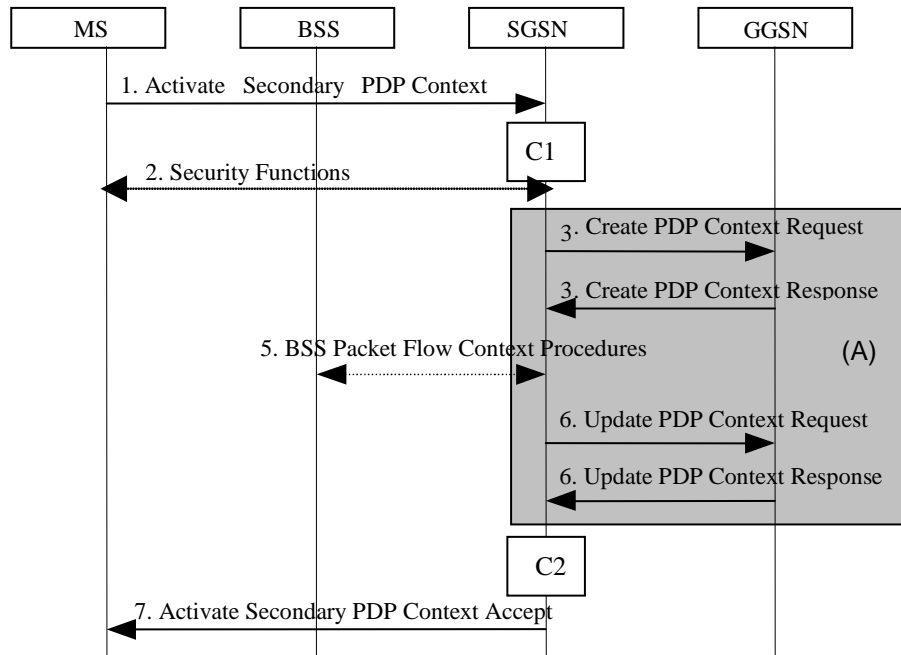 MS BSS SGSN GGSN
1. Activate Secondary PDP Context
C1
2. Security Functions
3. Create PDP Context Request
3. Create PDP Context Response
5. BSS Packet Flow Context Procedures
(A)
6. Update PDP Context Request
6. Update PDP Context Response
C2
7. Activate Secondary PDP Context Accept